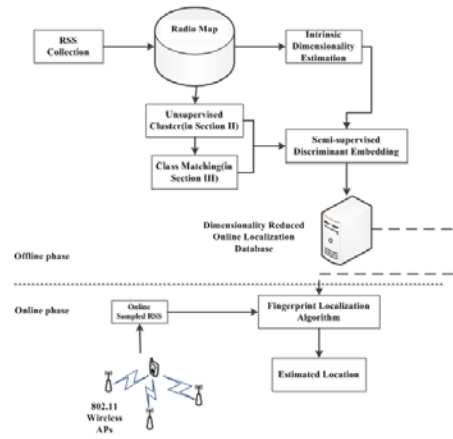 RSS
Collection
Radio Map
Intrinsic
Dimensionality
Estimation
Unsupervised
Cluster(in Section II)
Class Matching(in
Section III)
Semi-supervised
Discriminant Embedding
Dimensionality Reduced
Online Localization
Database
Offline phase
Online phase
Online
Sampled RSS
Fingerprint Localization
Algorithm
Estimated Location
802.11
Wireless
APs